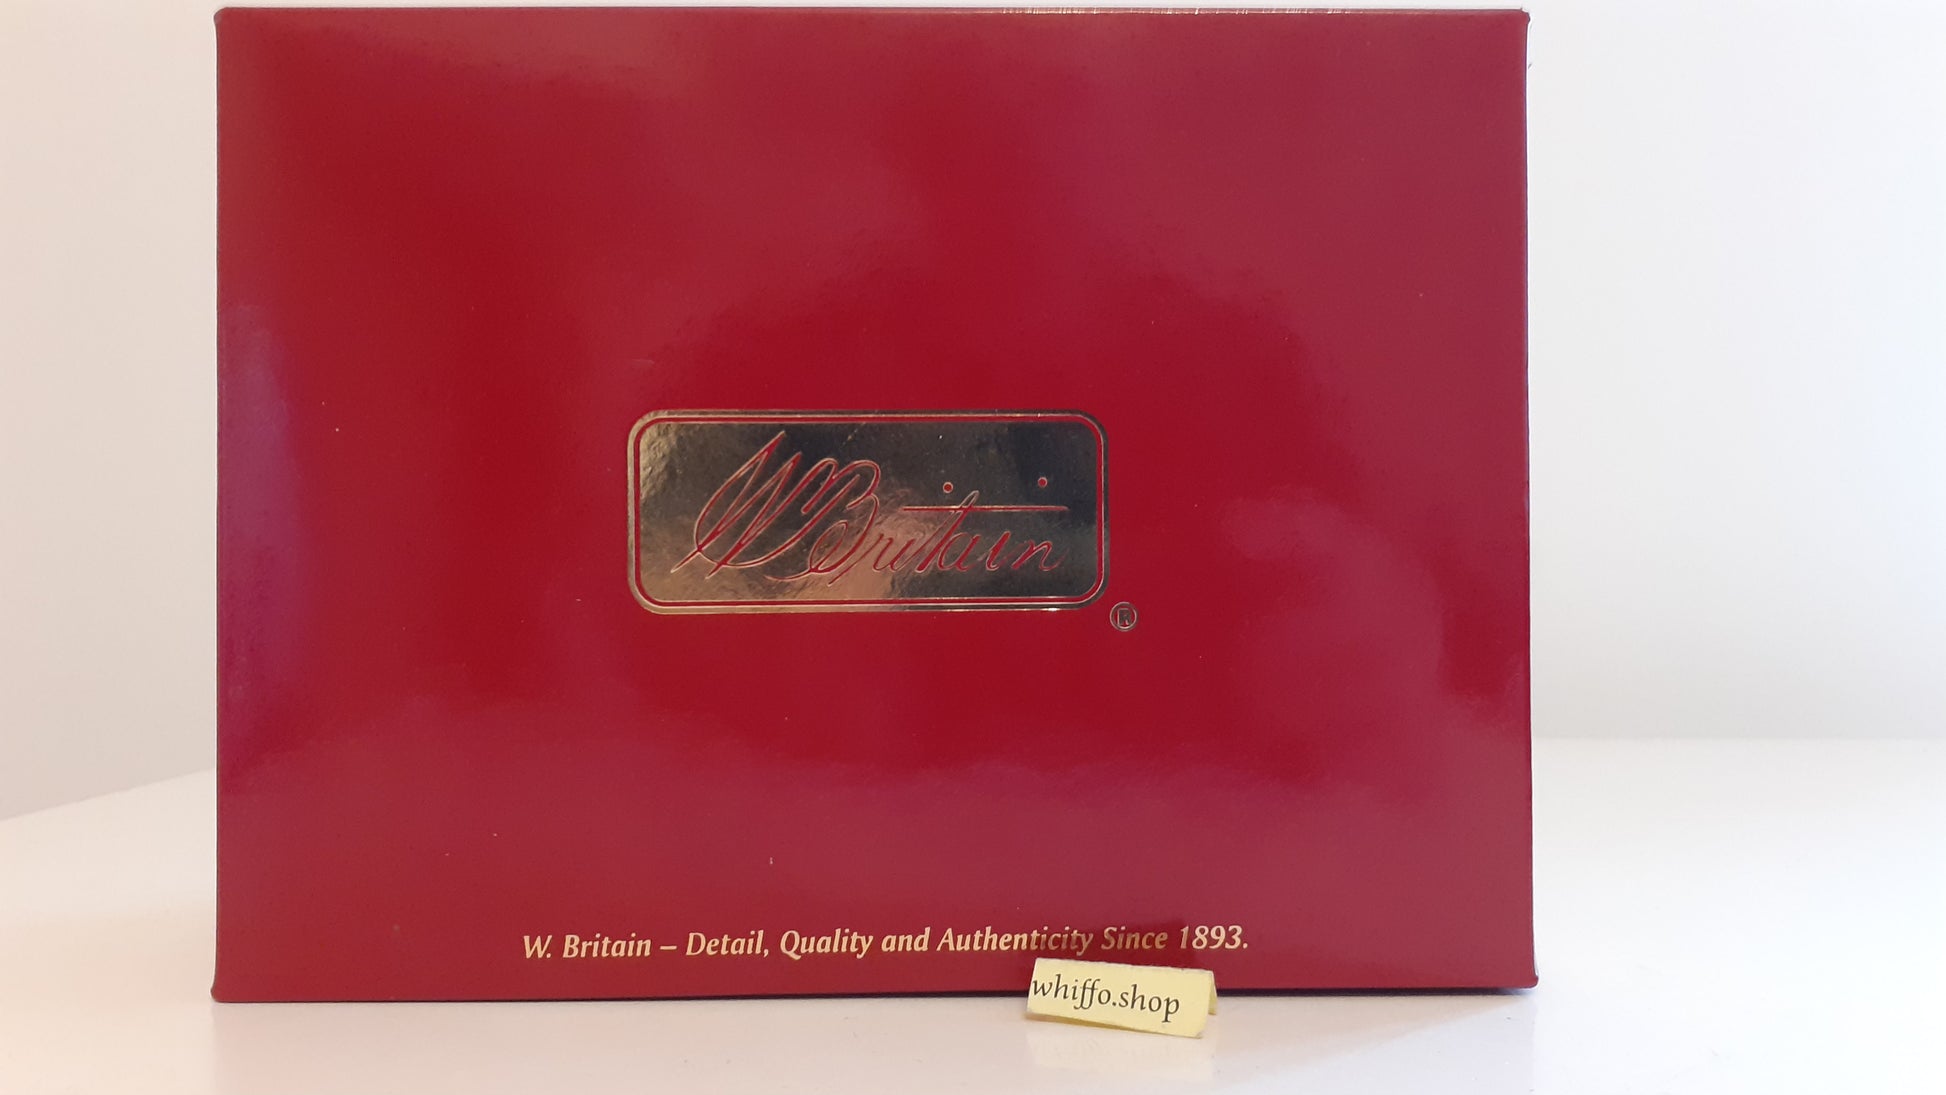 W Britain
®
W. Britain – Detail, Quality and Authenticity Since 1893.
whiffo.shop